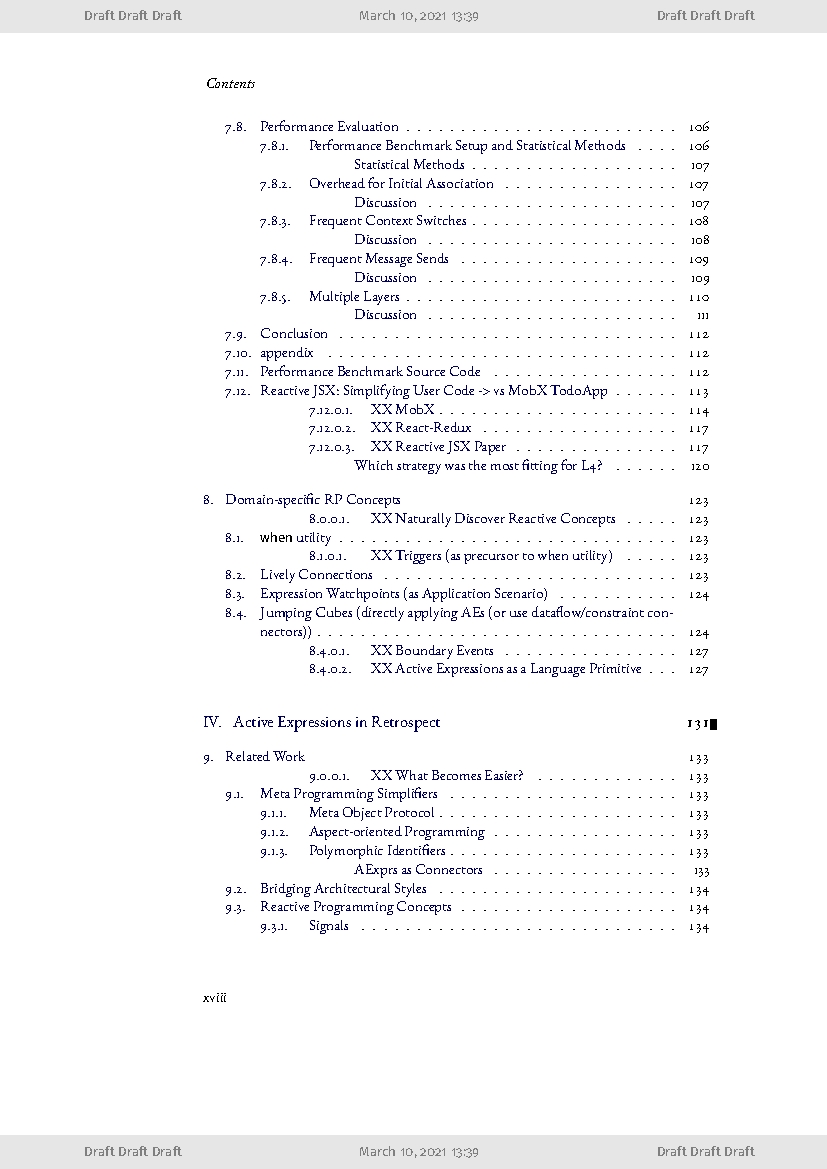 Draft Draft Draft March 10, 2021 13:39 Draft Draft Draft
Contents
7.8. Performance Evaluation . . . . . . . . . . . . . . . . . . . . . . . . . 106
7.8.1. Performance Benchmark Setup and Statistical Methods . . . . 106
Statistical Methods . . . . . . . . . . . . . . . . . . . 107
7.8.2. Overhead for Initial Association . . . . . . . . . . . . . . . . 107
Discussion . . . . . . . . . . . . . . . . . . . . . . . 107
7.8.3. Frequent Context Switches . . . . . . . . . . . . . . . . . . . 108
Discussion . . . . . . . . . . . . . . . . . . . . . . . 108
7.8.4. Frequent Message Sends . . . . . . . . . . . . . . . . . . . . 109
Discussion . . . . . . . . . . . . . . . . . . . . . . . 109
7.8.5. Multiple Layers . . . . . . . . . . . . . . . . . . . . . . . . . 110
Discussion . . . . . . . . . . . . . . . . . . . . . . . 111
7.9. Conclusion . . . . . . . . . . . . . . . . . . . . . . . . . . . . . . . 112
7.10. appendix . . . . . . . . . . . . . . . . . . . . . . . . . . . . . . . . 112
7.11. Performance Benchmark Source Code . . . . . . . . . . . . . . . . . 112
7.12. Reactive JSX: Simplifying User Code -> vs MobX TodoApp . . . . . . 113
7.12.0.1. XX MobX . . . . . . . . . . . . . . . . . . . . . . 114
7.12.0.2. XX React-Redux . . . . . . . . . . . . . . . . . . 117
7.12.0.3. XX Reactive JSX Paper . . . . . . . . . . . . . . . 117
Which strategy was the most fitting for L4? . . . . . . 120
8. Domain-specific RP Concepts 123
8.0.0.1. XX Naturally Discover Reactive Concepts . . . . . 123
8.1. when utility . . . . . . . . . . . . . . . . . . . . . . . . . . . . . . . 123
8.1.0.1. XX Triggers (as precursor to when utility) . . . . . 123
8.2. Lively Connections . . . . . . . . . . . . . . . . . . . . . . . . . . . 123
8.3. Expression Watchpoints (as Application Scenario) . . . . . . . . . . . 124
8.4. Jumping Cubes (directly applying AEs (or use dataflow/constraint con-
nectors)) . . . . . . . . . . . . . . . . . . . . . . . . . . . . . . . . . 124
8.4.0.1. XX Boundary Events . . . . . . . . . . . . . . . . 127
8.4.0.2. XX Active Expressions as a Language Primitive . . . 127
IV. Active Expressions in Retrospect 131
9. Related Work 133
9.0.0.1. XX What Becomes Easier? . . . . . . . . . . . . . 133
9.1. Meta Programming Simplifiers . . . . . . . . . . . . . . . . . . . . . 133
9.1.1. Meta Object Protocol . . . . . . . . . . . . . . . . . . . . . . 133
9.1.2. Aspect-oriented Programming . . . . . . . . . . . . . . . . . 133
9.1.3. Polymorphic Identifiers . . . . . . . . . . . . . . . . . . . . . 133
AExprs as Connectors . . . . . . . . . . . . . . . . . 133
9.2. Bridging Architectural Styles . . . . . . . . . . . . . . . . . . . . . . 134
9.3. Reactive Programming Concepts . . . . . . . . . . . . . . . . . . . . 134
9.3.1. Signals . . . . . . . . . . . . . . . . . . . . . . . . . . . . . 134
xviii
Draft Draft Draft March 10, 2021 13:39 Draft Draft Draft